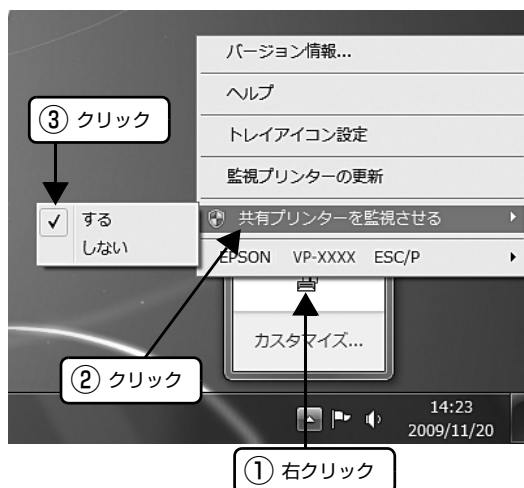 バージョン情報...
ヘルプ
③ クリック
トレイアイコン設定
監視プリンターの更新
✓ する
共有プリンターを監視させる
しない
EPSON VP-XXXX ESC/P
カスタマイズ...
② クリック
14:23
2009/11/20
① 右クリック